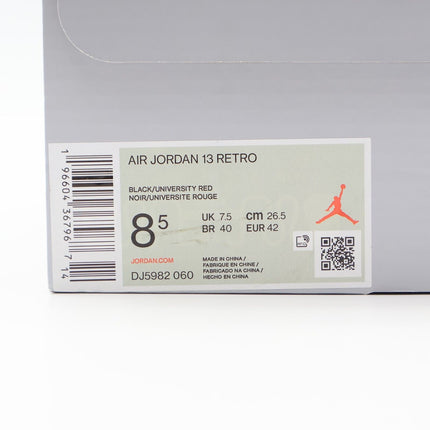 AIR JORDAN 13 RETRO
BLACK/UNIVERSITY RED
NOIR/UNIVERSITE ROUGE
8 5
UK 7.5 cm 26.5
BR 40 EUR 42
JORDAN.COM
DJ5982 060
MADE IN CHINA /
FABRIQUE EN CHINE /
FABRICADO NA CHINA /
HECHO EN CHINA
1 96604 36796 7 14